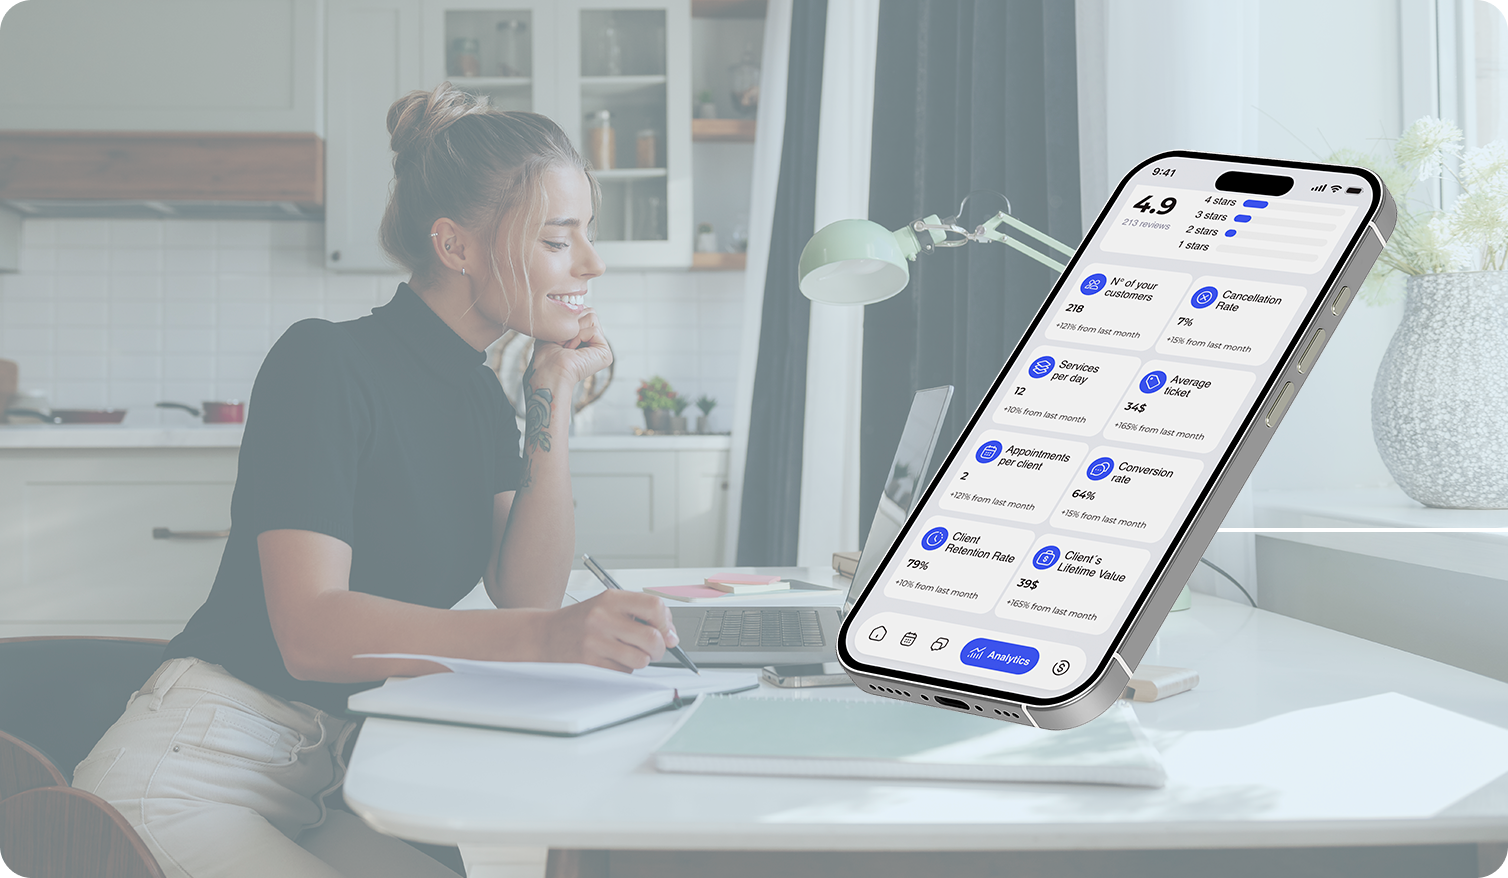 9:41
4.9
213 reviews
4 stars
3 stars
2 stars
1 stars
N° of your
customers
218
+121% from last month
Cancellation
Rate
7%
+15% from last month
Services
per day
12
+10% from last month
Average
ticket
34$
+165% from last month
Appointments
per client
2
+121% from last month
Conversion
rate
64%
+15% from last month
Client
Retention Rate
79%
+10% from last month
Client´s
Lifetime Value
39$
+165% from last month
Analytics